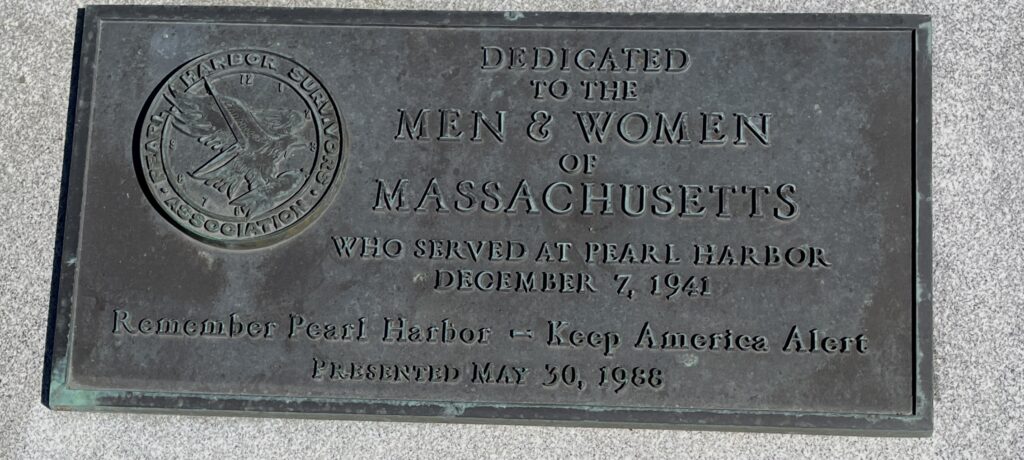 PEARL HARBOR SURVIVORS
ASSOCIATION
DEDICATED
TO THE
MEN & WOMEN
OF
MASSACHUSETTS
WHO SERVED AT PEARL HARBOR
DECEMBER 7, 1941
Remember Pearl Harbor – Keep America Alert
PRESENTED MAY 30, 1988